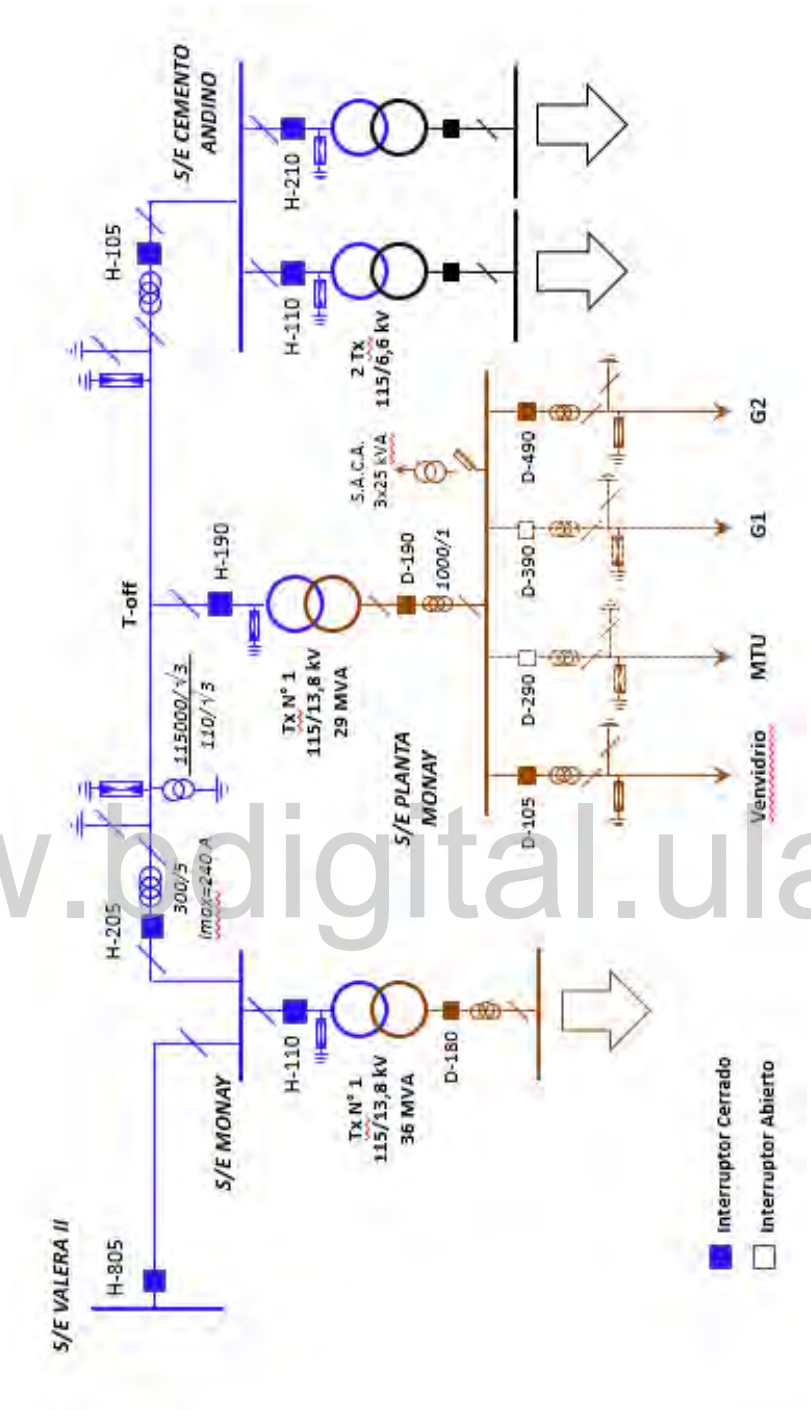 S/E VALERA II
H-805
S/E MONAY
H-205
300/5
Imax=240 A
115000/√3
110/√3
T-off
H-105
S/E CEMENTO
ANDINO
H-110
Tx N° 1
115/13,8 kV
36 MVA
D-180
H-190
Tx N° 1
115/13,8 kV
29 MVA
D-190
1000/1
S/E PLANTA
MONAY
S.A.C.A.
3x25 kVA
H-110
H-210
2 Tx
115/6,6 kV
D-105
D-290
D-390
D-490
Venvidrio
MTU
G1
G2
Interruptor Cerrado
Interruptor Abierto
w.bdigital.ula